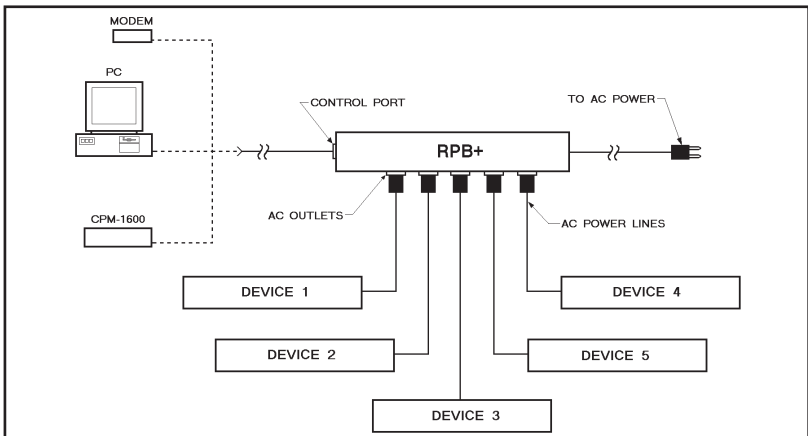 MODEM
PC
CONTROL PORT
TO AC POWER
RPB+
AC OUTLETS
AC POWER LINES
CPM-1600
DEVICE 1
DEVICE 4
DEVICE 2
DEVICE 5
DEVICE 3